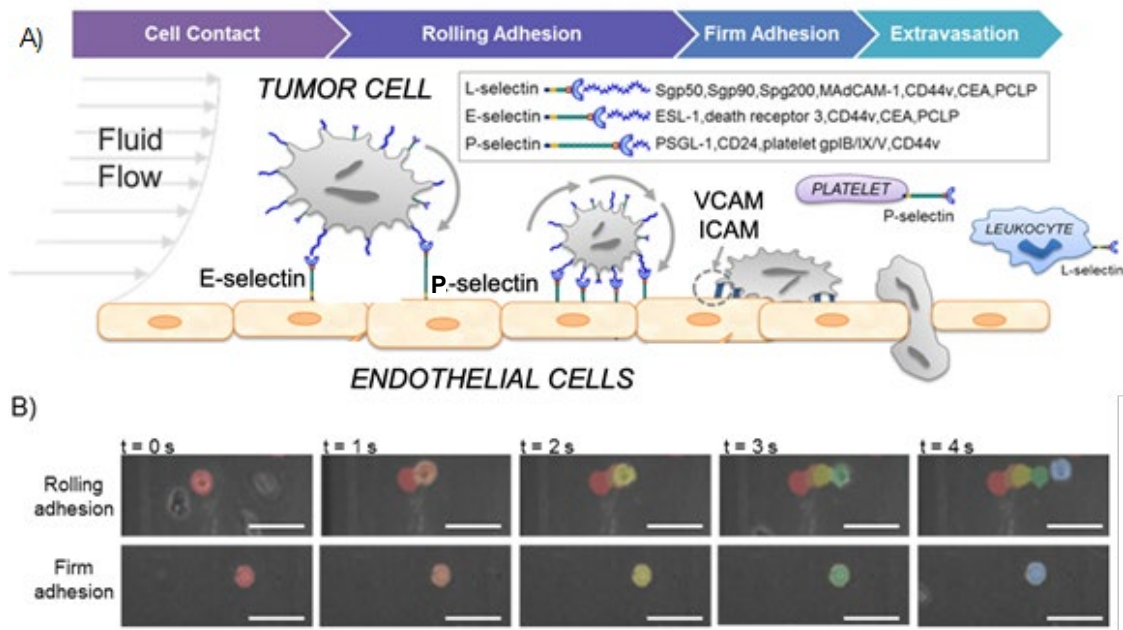 A)
Cell Contact
Rolling Adhesion
Firm Adhesion
Extravasation
Fluid
Flow
TUMOR CELL
L-selectin
Sgp50,Sgp90,Spg200,MAdCAM-1,CD44v,CEA,PCLP
E-selectin
ESL-1,death receptor 3,CD44v,CEA,PCLP
P-selectin
PSGL-1,CD24,platelet gpIB/IX/V,CD44v
VCAM
ICAM
PLATELET
P-selectin
LEUKOCYTE
L-selectin
E-selectin
P.-selectin
ENDOTHELIAL CELLS
B)
t = 0 s
t = 1 s
t = 2 s
t = 3 s
t = 4 s
Rolling
adhesion
Firm
adhesion